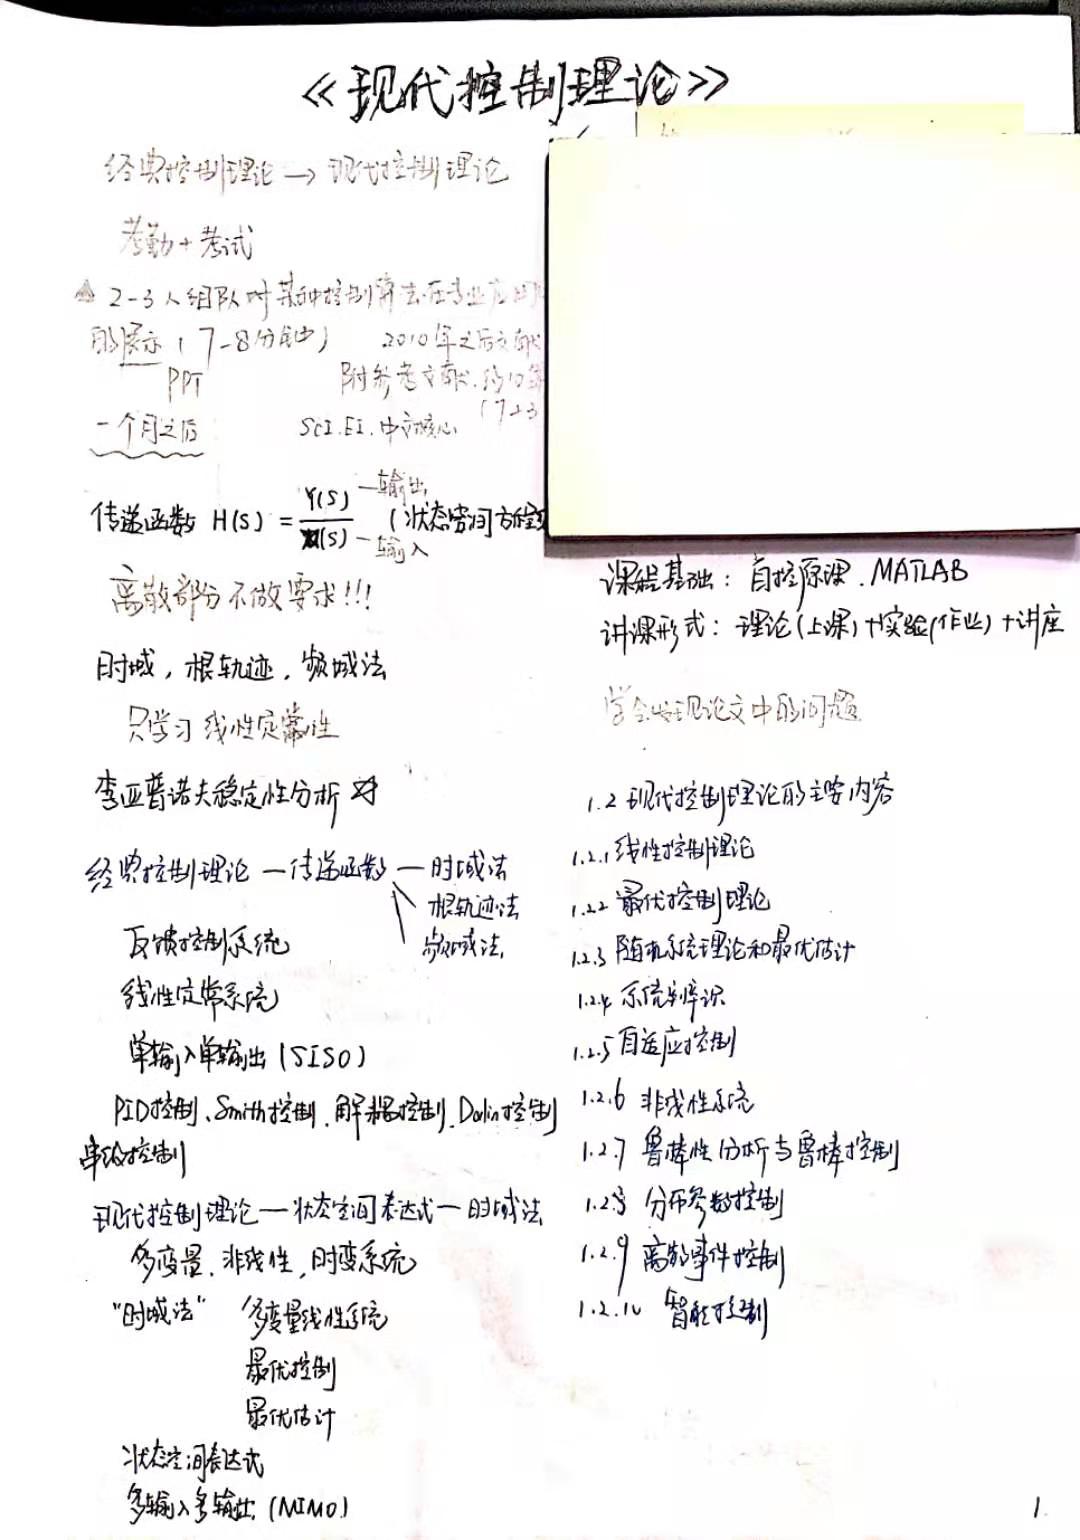 《现代控制理论》
经典控制理论→现代控制理论
考勤+考试
2-3人组队对某种控制算法在专业应用
的展示(7-8分钟) 2010年之后文献
PPT 附参考文献.约10篇
(7+3
一个月之后 SCI.EI.中文核心
传递函数 H(S) = Y(S)/X(S) —输出 —输入 (状态空间方程
离散部分不做要求!!!
时域,根轨迹,频域法
只学习线性定常性
李亚普诺夫稳定性分析
经典控制理论—传递函数—时域法
根轨迹法
频域法
反馈控制系统
线性定常系统
单输入单输出(SISO)
PID控制、Smith控制、解耦控制、Dalin控制
串级控制
现代控制理论—状态空间表达式—时域法
多变量、非线性,时变系统
"时域法" 多变量线性系统
最优控制
最优估计
状态空间表达式
多输入多输出(MIMO)
课程基础:自控原理.MATLAB
讲课形式:理论(上课)+实验(作业)+讲座
学会发现论文中的问题
1.2 现代控制理论的主要内容
1.2.1 线性控制理论
1.2.2 最优控制理论
1.2.3 随机系统理论和最优估计
1.2.4 系统辨识
1.2.5 自适应控制
1.2.6 非线性系统
1.2.7 鲁棒性分析与鲁棒控制
1.2.8 分布参数控制
1.2.9 离散事件控制
1.2.10 智能控制
1.